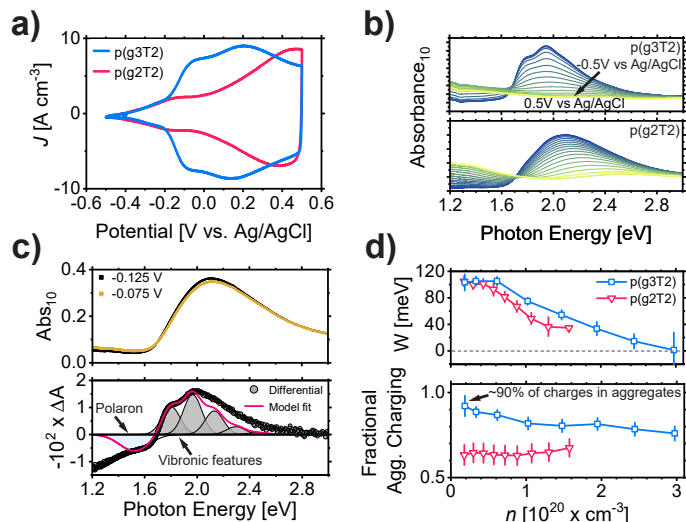 a)
p(g3T2)
p(g2T2)
10
0
-10
J [A cm-3]
-0.6 -0.4 -0.2 0.0 0.2 0.4 0.6
Potential [V vs. Ag/AgCl]
b)
p(g3T2)
-0.5V vs Ag/AgCl
0.5V vs Ag/AgCl
p(g2T2)
Absorbance10
1.2 1.6 2.0 2.4 2.8
Photon Energy [eV]
c)
0.4
0.2
0.0
Abs10
-0.125 V
-0.075 V
-10² x ΔA
2
1
0
-1
Differential
Model fit
Polaron
Vibronic features
1.2 1.6 2.0 2.4 2.8
Photon Energy [eV]
d)
120
80
40
0
W [meV]
p(g3T2)
p(g2T2)
1.0
0.5
Fractional
Agg. Charging
~90% of charges in aggregates
0 1 2 3
n [10²⁰ x cm-3]